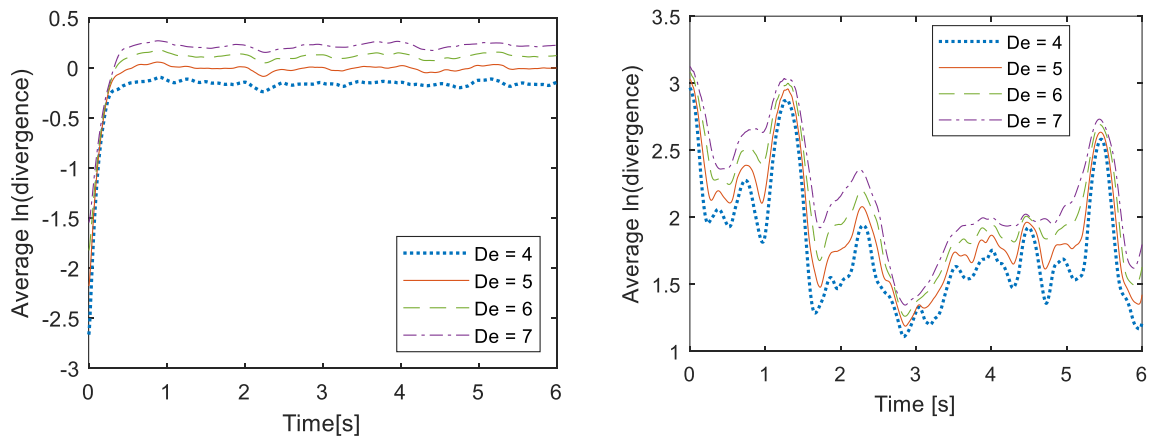 0.5
0
-0.5
-1
-1.5
-2
-2.5
-3
Average ln(divergence)
0 1 2 3 4 5 6
Time[s]
De = 4
De = 5
De = 6
De = 7
3.5
3
2.5
2
1.5
1
Average ln(divergence)
0 1 2 3 4 5 6
Time [s]
De = 4
De = 5
De = 6
De = 7